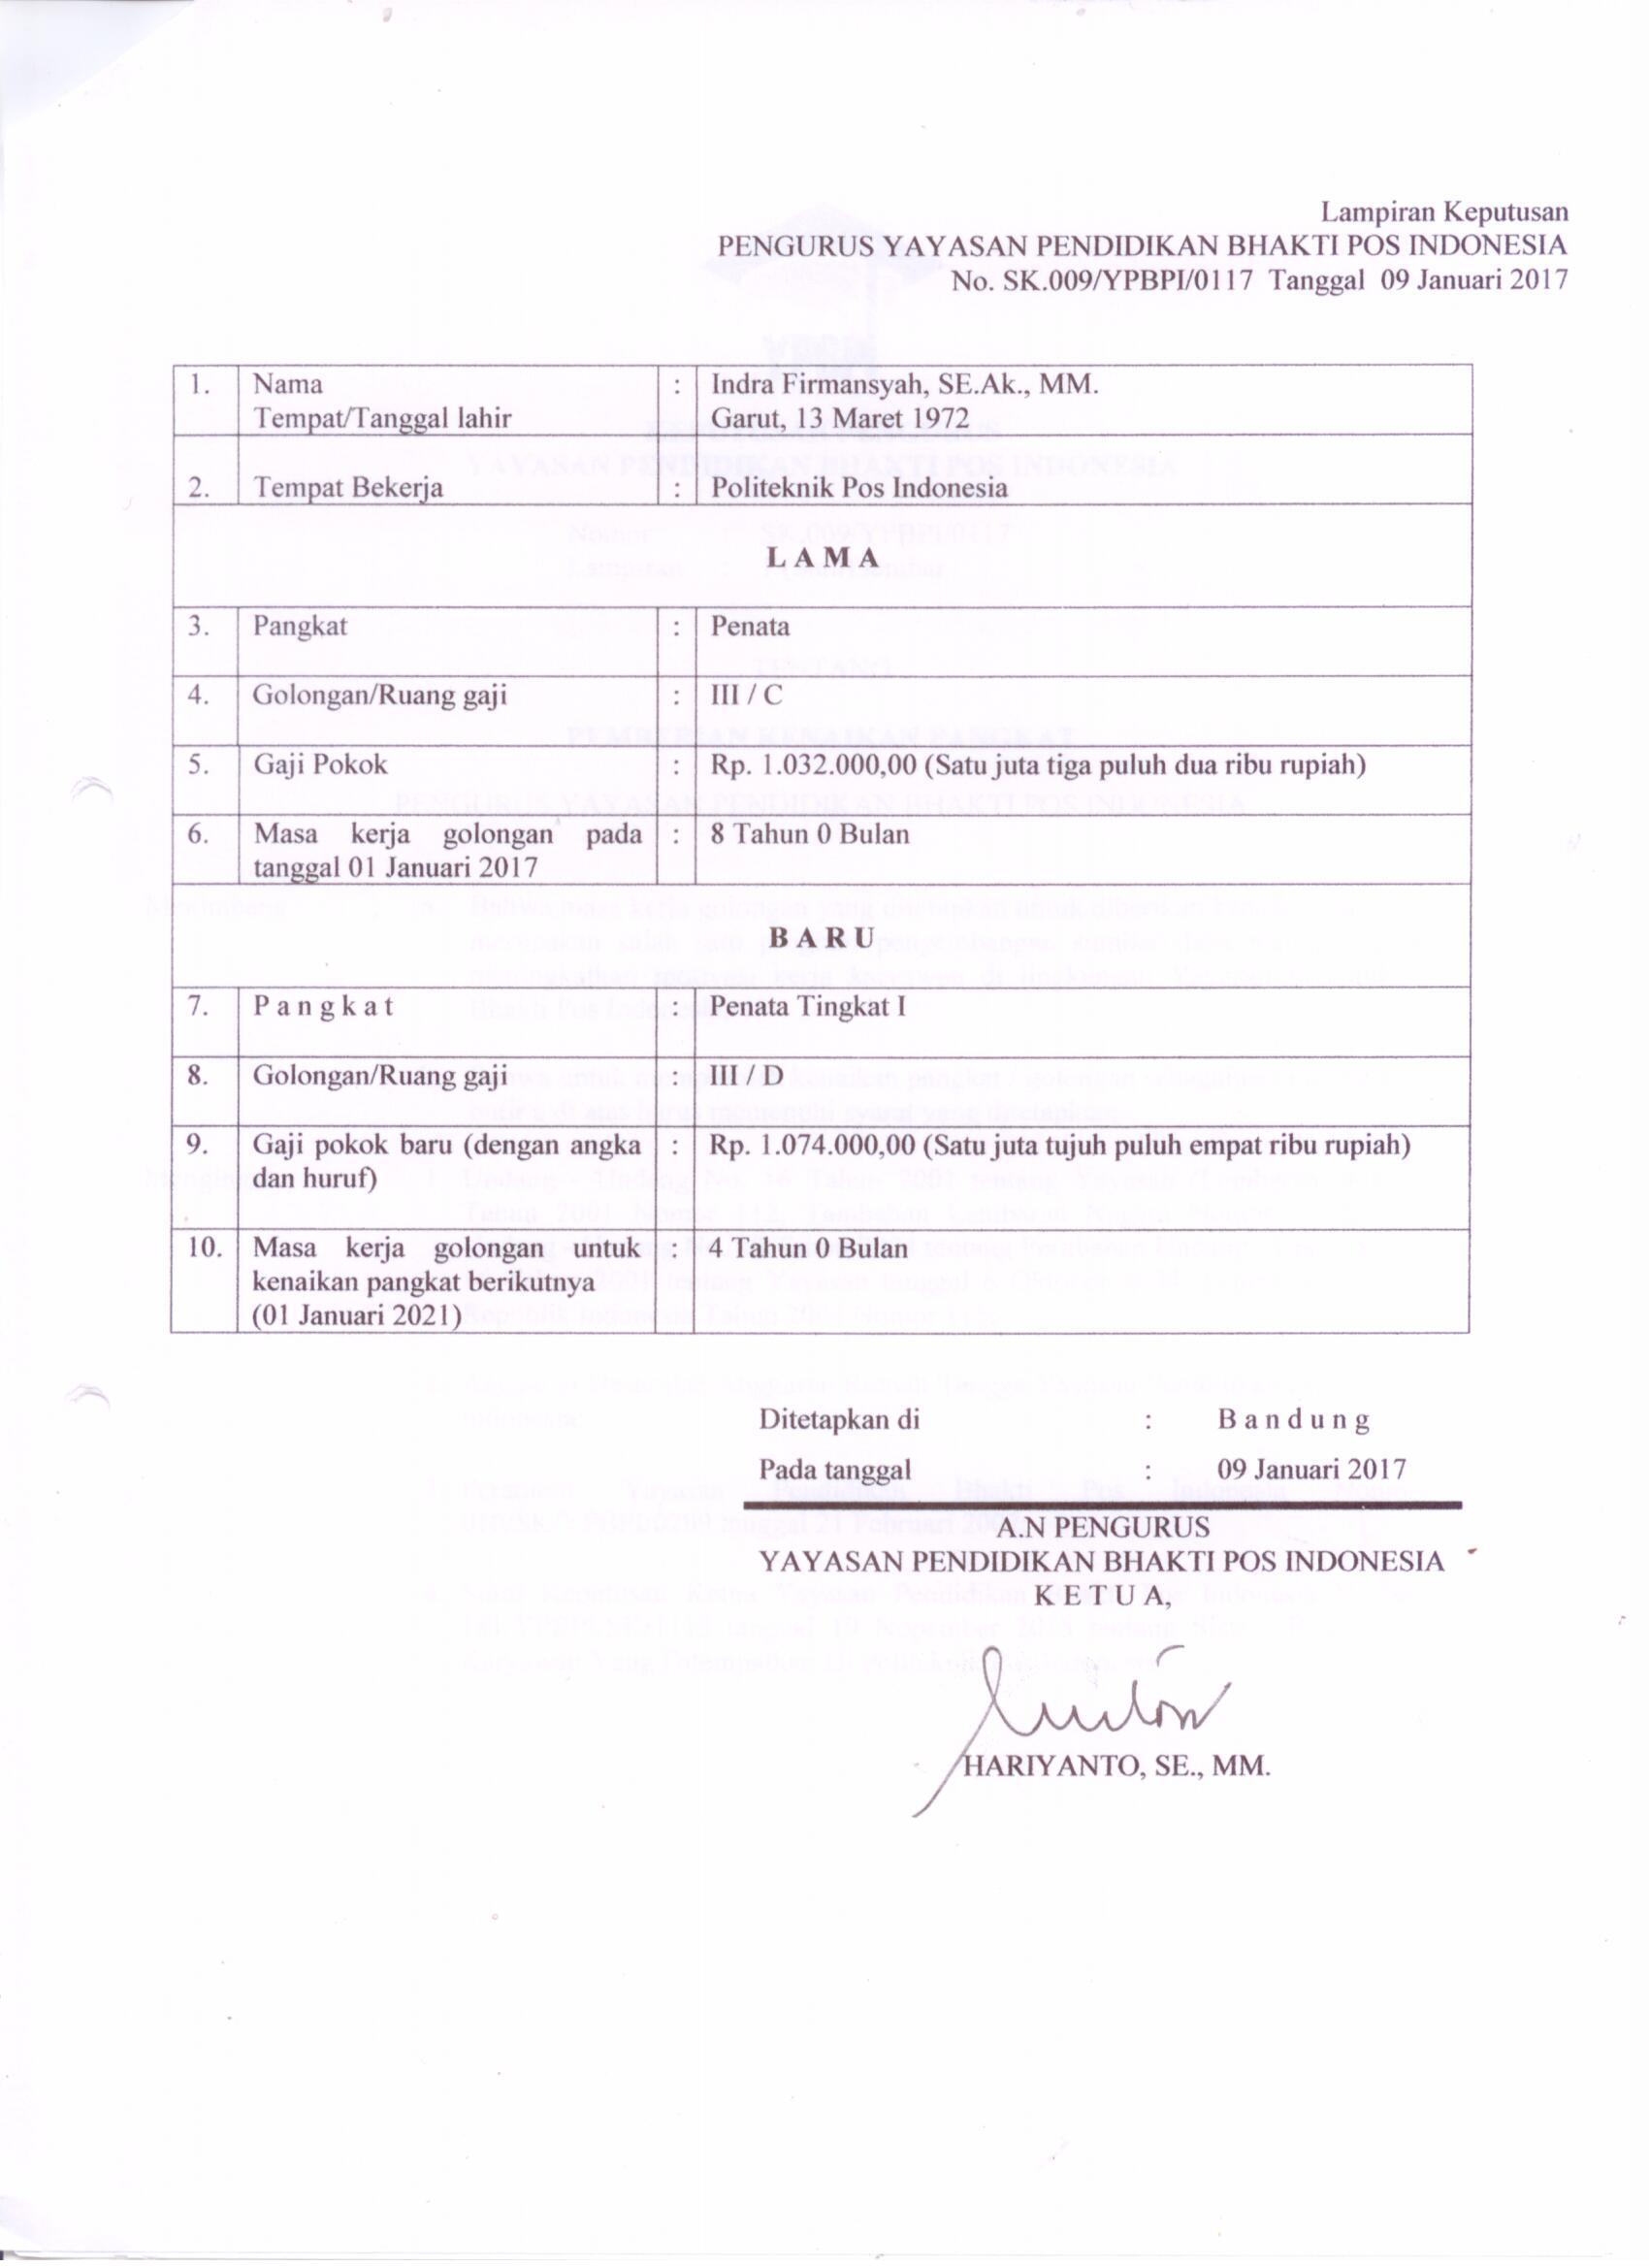 Lampiran Keputusan
PENGURUS YAYASAN PENDIDIKAN BHAKTI POS INDONESIA
No. SK.009/YPBPI/0117 Tanggal 09 Januari 2017
1. Nama : Indra Firmansyah, SE.Ak., MM.
Tempat/Tanggal lahir Garut, 13 Maret 1972
2. Tempat Bekerja : Politeknik Pos Indonesia
L A M A
3. Pangkat : Penata
4. Golongan/Ruang gaji : III / C
5. Gaji Pokok : Rp. 1.032.000,00 (Satu juta tiga puluh dua ribu rupiah)
6. Masa kerja golongan pada : 8 Tahun 0 Bulan
tanggal 01 Januari 2017
B A R U
7. P a n g k a t : Penata Tingkat I
8. Golongan/Ruang gaji : III / D
9. Gaji pokok baru (dengan angka : Rp. 1.074.000,00 (Satu juta tujuh puluh empat ribu rupiah)
dan huruf)
10. Masa kerja golongan untuk : 4 Tahun 0 Bulan
kenaikan pangkat berikutnya
(01 Januari 2021)
Ditetapkan di : B a n d u n g
Pada tanggal : 09 Januari 2017
A.N PENGURUS
YAYASAN PENDIDIKAN BHAKTI POS INDONESIA
K E T U A,
HARIYANTO, SE., MM.